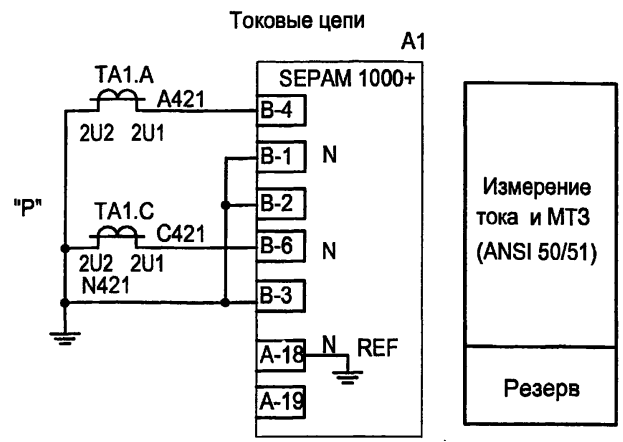 Токовые цепи
A1
SEPAM 1000+
TA1.A
A421
2U2 2U1
B-4
B-1 N
B-2
"P"
TA1.C
C421
2U2 2U1
N421
B-6 N
B-3
A-18 N REF
A-19
Измерение
тока и МТЗ
(ANSI 50/51)
Резерв